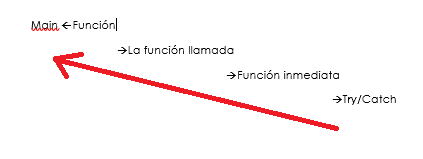 Main ←Función
→La función llamada
→Función inmediata
→Try/Catch